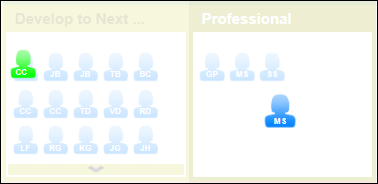 Develop to Next ... Professional
CC JB JB TB BC GP MS SS
MS
CC CC TD VD RD
LF RG KG JG JH